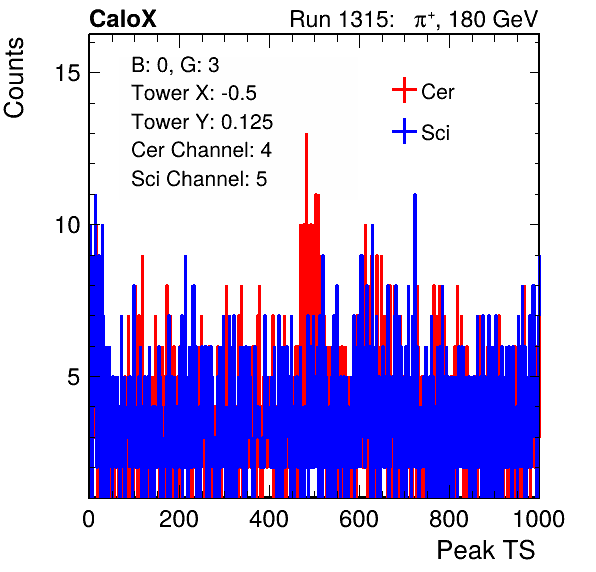 CaloX Run 1315: π⁺, 180 GeV
Counts
B: 0, G: 3
Tower X: -0.5
Tower Y: 0.125
Cer Channel: 4
Sci Channel: 5
Cer
Sci
15
10
5
0 200 400 600 800 1000
Peak TS